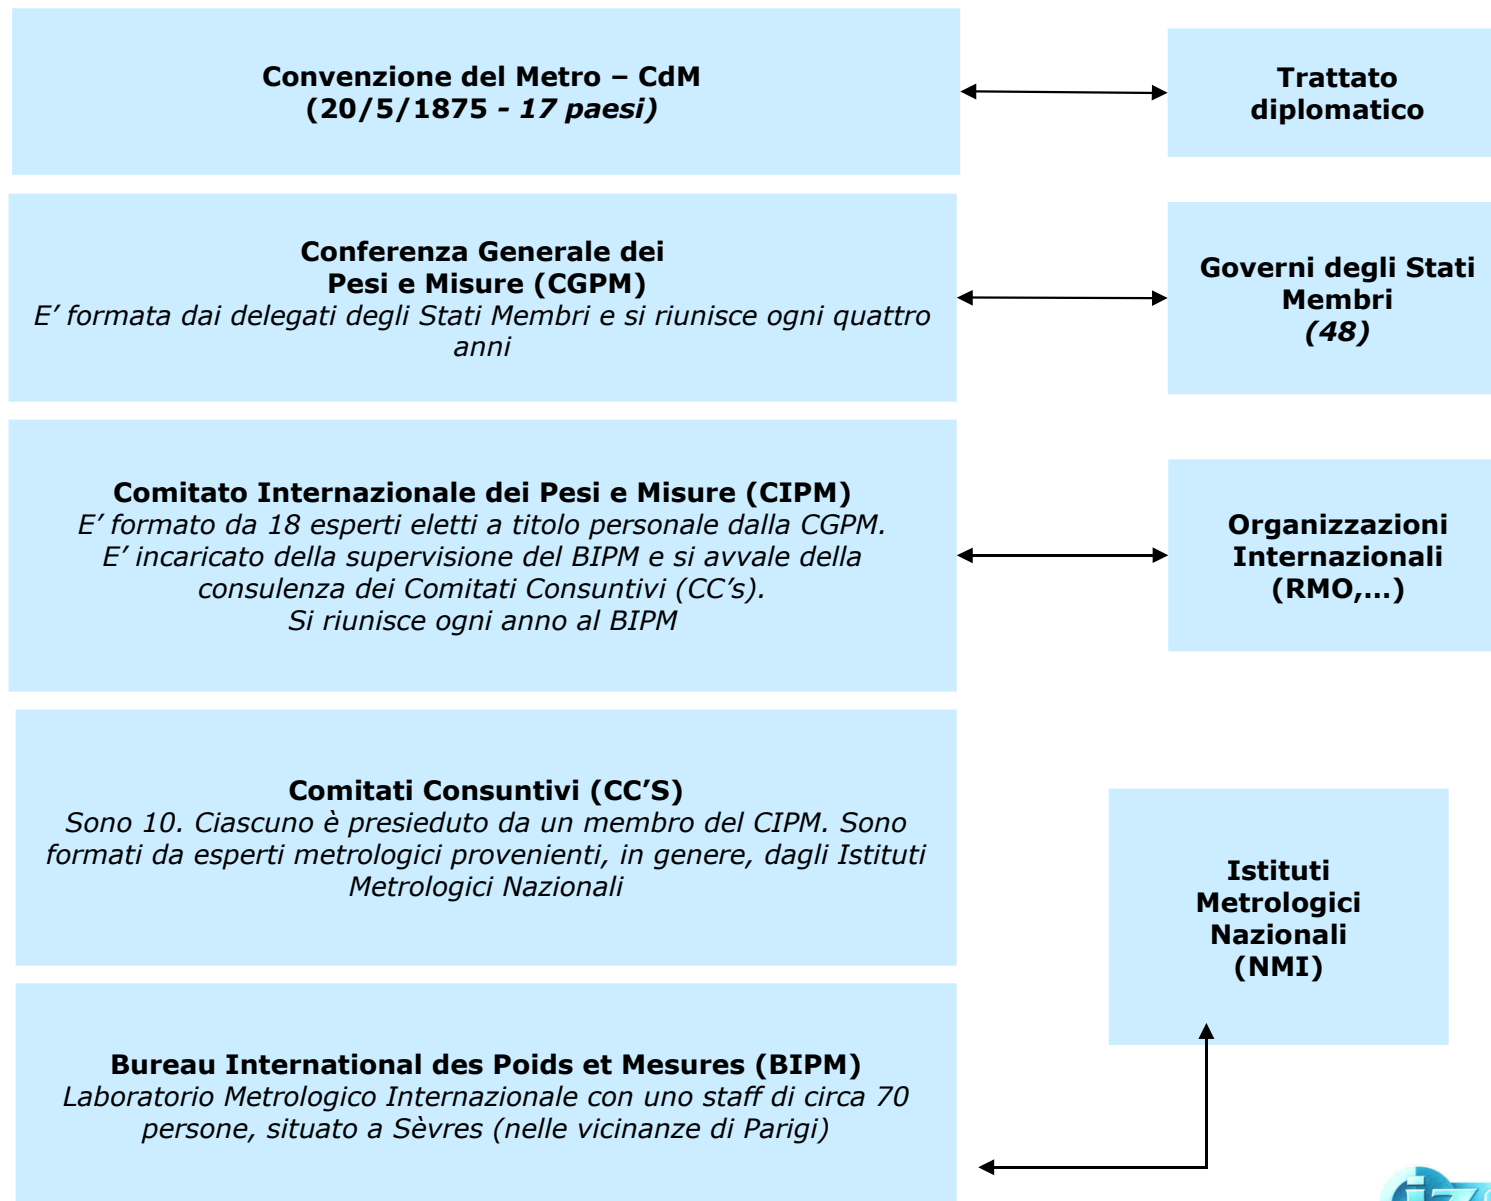 Convenzione del Metro – CdM
(20/5/1875 - 17 paesi)
Trattato
diplomatico
Conferenza Generale dei
Pesi e Misure (CGPM)
E’ formata dai delegati degli Stati Membri e si riunisce ogni quattro
anni
Governi degli Stati
Membri
(48)
Comitato Internazionale dei Pesi e Misure (CIPM)
E’ formato da 18 esperti eletti a titolo personale dalla CGPM.
E’ incaricato della supervisione del BIPM e si avvale della
consulenza dei Comitati Consuntivi (CC’s).
Si riunisce ogni anno al BIPM
Organizzazioni
Internazionali
(RMO,...)
Comitati Consuntivi (CC’S)
Sono 10. Ciascuno è presieduto da un membro del CIPM. Sono
formati da esperti metrologici provenienti, in genere, dagli Istituti
Metrologici Nazionali
Istituti
Metrologici
Nazionali
(NMI)
Bureau International des Poids et Mesures (BIPM)
Laboratorio Metrologico Internazionale con uno staff di circa 70
persone, situato a Sèvres (nelle vicinanze di Parigi)